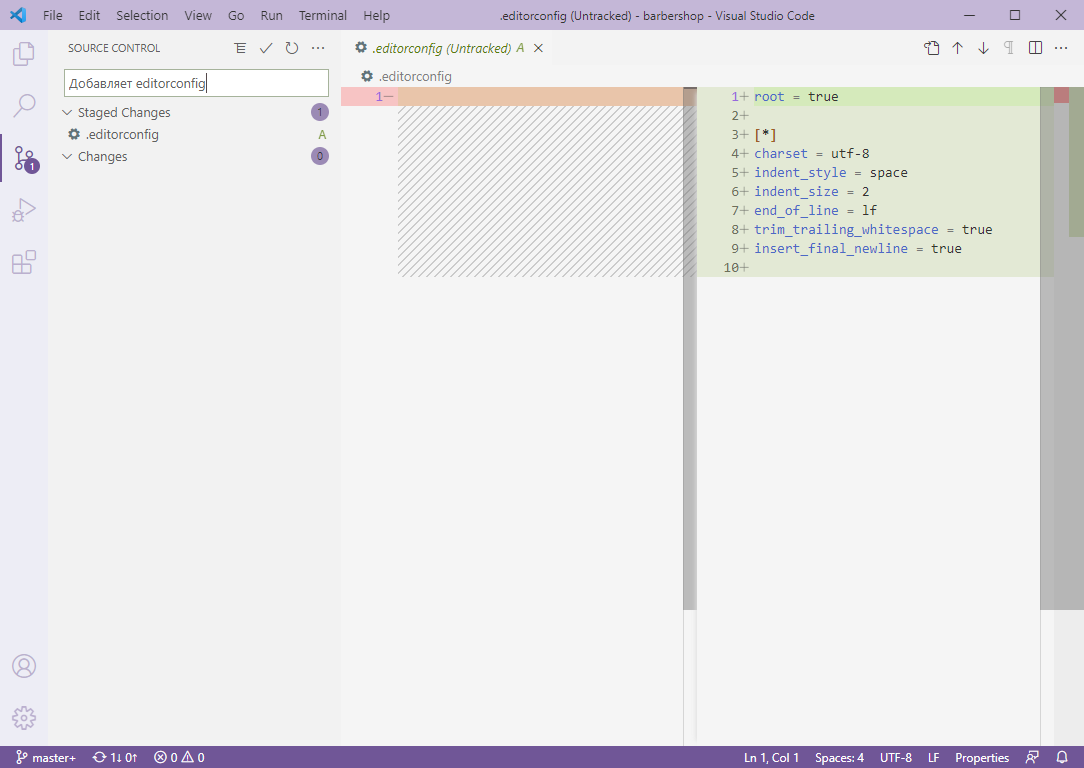 File Edit Selection View Go Run Terminal Help .editorconfig (Untracked) - barbershop - Visual Studio Code
SOURCE CONTROL
Добавляет editorconfig
Staged Changes 1
.editorconfig A
Changes 0
1
.editorconfig (Untracked) A
.editorconfig
1−
1+ root = true
2+
3+ [*]
4+ charset = utf-8
5+ indent_style = space
6+ indent_size = 2
7+ end_of_line = lf
8+ trim_trailing_whitespace = true
9+ insert_final_newline = true
10+
master+ 1↓ 0↑ 0 0 Ln 1, Col 1 Spaces: 4 UTF-8 LF Properties